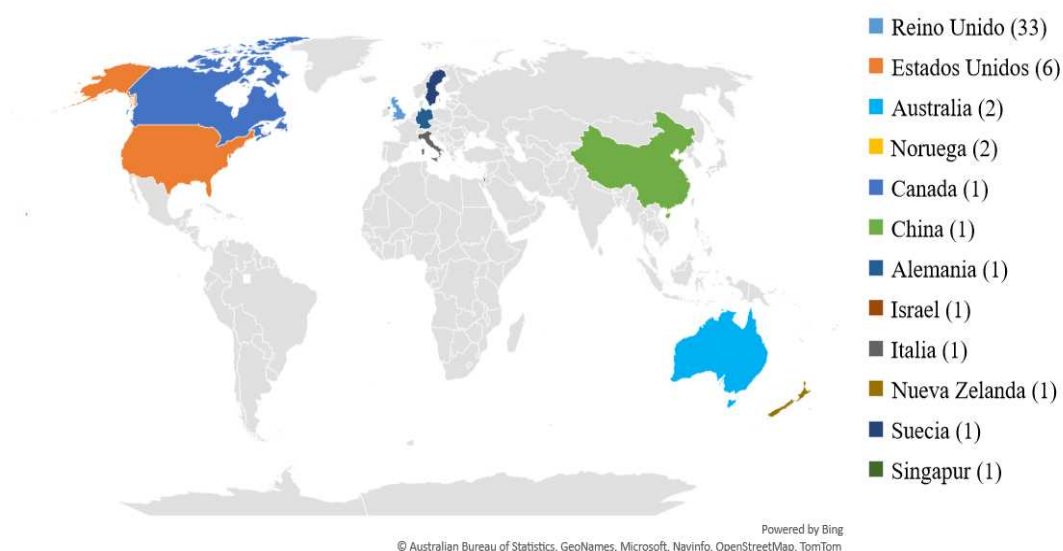 Reino Unido (33)
Estados Unidos (6)
Australia (2)
Noruega (2)
Canada (1)
China (1)
Alemania (1)
Israel (1)
Italia (1)
Nueva Zelanda (1)
Suecia (1)
Singapur (1)
Powered by Bing
© Australian Bureau of Statistics, GeoNames, Microsoft, Navinfo, OpenStreetMap, TomTom